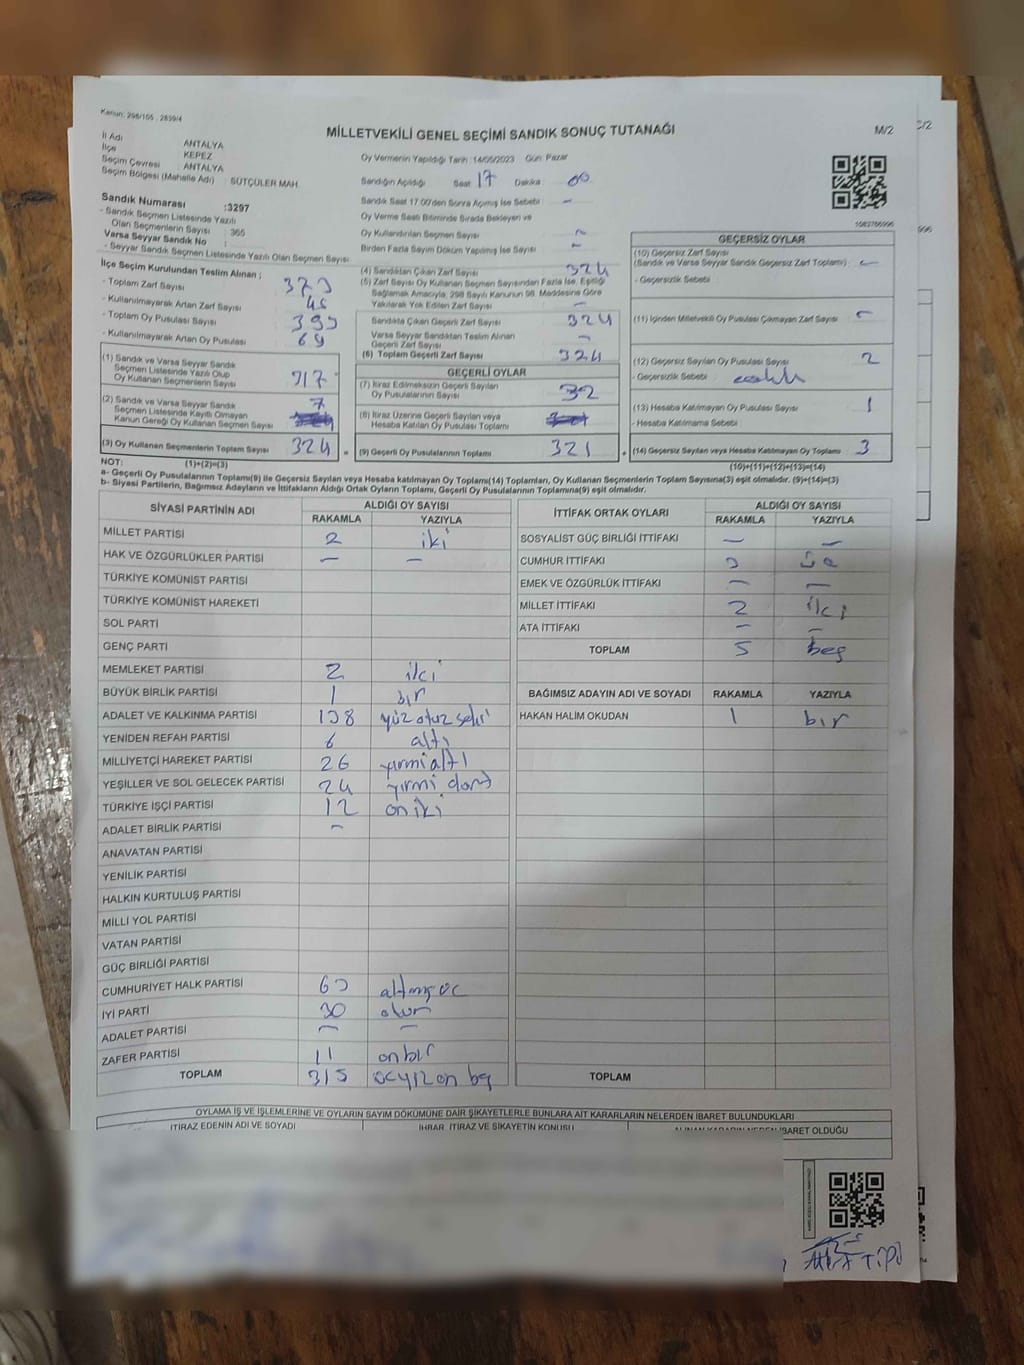 Kanun: 298/105 , 2839/4
MİLLETVEKİLİ GENEL SEÇİMİ SANDIK SONUÇ TUTANAĞI
M/2
İl Adı ANTALYA
İlçe KEPEZ
Seçim Çevresi ANTALYA
Seçim Bölgesi (Mahalle Adı) : SÜTÇÜLER MAH.
Sandık Numarası :3297
- Sandık Seçmen Listesinde Yazılı
Olan Seçmenlerin Sayısı : 365
Varsa Seyyar Sandık No :
- Seyyar Sandık Listesinde Yazılı Olan Seçmen Sayısı
İlçe Seçim Kurulundan Teslim Alınan ;
- Toplam Zarf Sayısı
- Kullanılmayarak Artan Zarf Sayısı
- Toplam Oy Pusulası Sayısı
- Kullanılmayarak Artan Oy Pusulası 69
(1) Sandık ve Varsa Seyyar Sandık
Seçmen Listesinde Yazılı Olup
Oy Kullanan Seçmenlerin Sayısı 317
(2) Sandık ve Varsa Seyyar Sandık 7
Seçmen Listesinde Kayıtlı Olmayan
Kanun Gereği Oy Kullanan Seçmen Sayısı
(3) Oy Kullanan Seçmenlerin Toplam Sayısı 324 =
Oy Vermenin Yapıldığı Tarih :14/05/2023 Gün: Pazar
Sandığın Açıldığı Saat 17 Dakika 00
Sandık Saat 17.00'den Sonra Açılmış İse Sebebi -
Oy Verme Saati Bitiminde Sırada Bekleyen ve
Oy Kullandırılan Seçmen Sayısı -
Birden Fazla Sayım Döküm Yapılmış İse Sayısı -
(4) Sandıktan Çıkan Zarf Sayısı 324
(5) Zarf Sayısı Oy Kullanan Seçmen Sayısından Fazla İse, Eşitliği
Sağlamak Amacıyla, 298 Sayılı Kanunun 98. Maddesine Göre
Yakılarak Yok Edilen Zarf Sayısı -
Sandıkta Çıkan Geçerli Zarf Sayısı 324
Varsa Seyyar Sandıktan Teslim Alınan
Geçerli Zarf Sayısı -
(6) Toplam Geçerli Zarf Sayısı 324
GEÇERLİ OYLAR
(7) İtiraz Edilmeksizin Geçerli Sayılan
Oy Pusulalarının Sayısı
(8) İtiraz Üzerine Geçerli Sayılan veya
Hesaba Katılan Oy Pusulası Toplamı
(9) Geçerli Oy Pusulalarının Toplamı 321 +
1082766996
GEÇERSİZ OYLAR
(10) Geçersiz Zarf Sayısı
(Sandık ve Varsa Seyyar Sandık Geçersiz Zarf Toplamı) : -
- Geçersizlik Sebebi
(11) İçinden Milletvekili Oy Pusulası Çıkmayan Zarf Sayısı -
(12) Geçersiz Sayılan Oy Pusulası Sayısı 2
- Geçersizlik Sebebi
(13) Hesaba Katılmayan Oy Pusulası Sayısı 1
- Hesaba Katılmama Sebebi
(14) Geçersiz Sayılan veya Hesaba Katılmayan Oy Toplamı 3
NOT: (1)+(2)=(3) (10)+(11)+(12)+(13)=(14)
a- Geçerli Oy Pusulalarının Toplamı(9) ile Geçersiz Sayılan veya Hesaba katılmayan Oy Toplamı(14) Toplamları, Oy Kullanan Seçmenlerin Toplam Sayısına(3) eşit olmalıdır. (9)+(14)=(3)
b- Siyasi Partilerin, Bağımsız Adayların ve İttifakların Aldığı Ortak Oyların Toplamı, Geçerli Oy Pusulalarının Toplamına(9) eşit olmalıdır.
SİYASİ PARTİNİN ADI ALDIĞI OY SAYISI
RAKAMLA YAZIYLA
MİLLET PARTİSİ 2 iki
HAK VE ÖZGÜRLÜKLER PARTİSİ - -
TÜRKİYE KOMÜNİST PARTİSİ
TÜRKİYE KOMÜNİST HAREKETİ
SOL PARTİ
GENÇ PARTİ
MEMLEKET PARTİSİ 2 iki
BÜYÜK BİRLİK PARTİSİ 1 bir
ADALET VE KALKINMA PARTİSİ 138 yüz otuz sekiz
YENİDEN REFAH PARTİSİ 6 altı
MİLLİYETÇİ HAREKET PARTİSİ 26 yirmi altı
YEŞİLLER VE SOL GELECEK PARTİSİ 24 yirmi dört
TÜRKİYE İŞÇİ PARTİSİ 12 on iki
ADALET BİRLİK PARTİSİ -
ANAVATAN PARTİSİ
YENİLİK PARTİSİ
HALKIN KURTULUŞ PARTİSİ
MİLLİ YOL PARTİSİ
VATAN PARTİSİ
GÜÇ BİRLİĞİ PARTİSİ
CUMHURİYET HALK PARTİSİ 63 altmış üç
İYİ PARTİ 30 otuz
ADALET PARTİSİ - -
ZAFER PARTİSİ 11 on bir
TOPLAM 315 üç yüz on beş
İTTİFAK ORTAK OYLARI ALDIĞI OY SAYISI
RAKAMLA YAZIYLA
SOSYALİST GÜÇ BİRLİĞİ İTTİFAKI - -
CUMHUR İTTİFAKI 3 üç
EMEK VE ÖZGÜRLÜK İTTİFAKI - -
MİLLET İTTİFAKI 2 iki
ATA İTTİFAKI - -
TOPLAM 5 beş
BAĞIMSIZ ADAYIN ADI VE SOYADI RAKAMLA YAZIYLA
HAKAN HALİM OKUDAN 1 bir
TOPLAM
OYLAMA İŞ VE İŞLEMLERİNE VE OYLARIN SAYIM DÖKÜMÜNE DAİR ŞİKAYETLERLE BUNLARA AİT KARARLARIN NELERDEN İBARET BULUNDUKLARI
İTİRAZ EDENİN ADI VE SOYADI İHBAR, İTİRAZ VE ŞİKAYETİN KONUSU ALINAN KARARIN NEDEN İBARET OLDUĞU